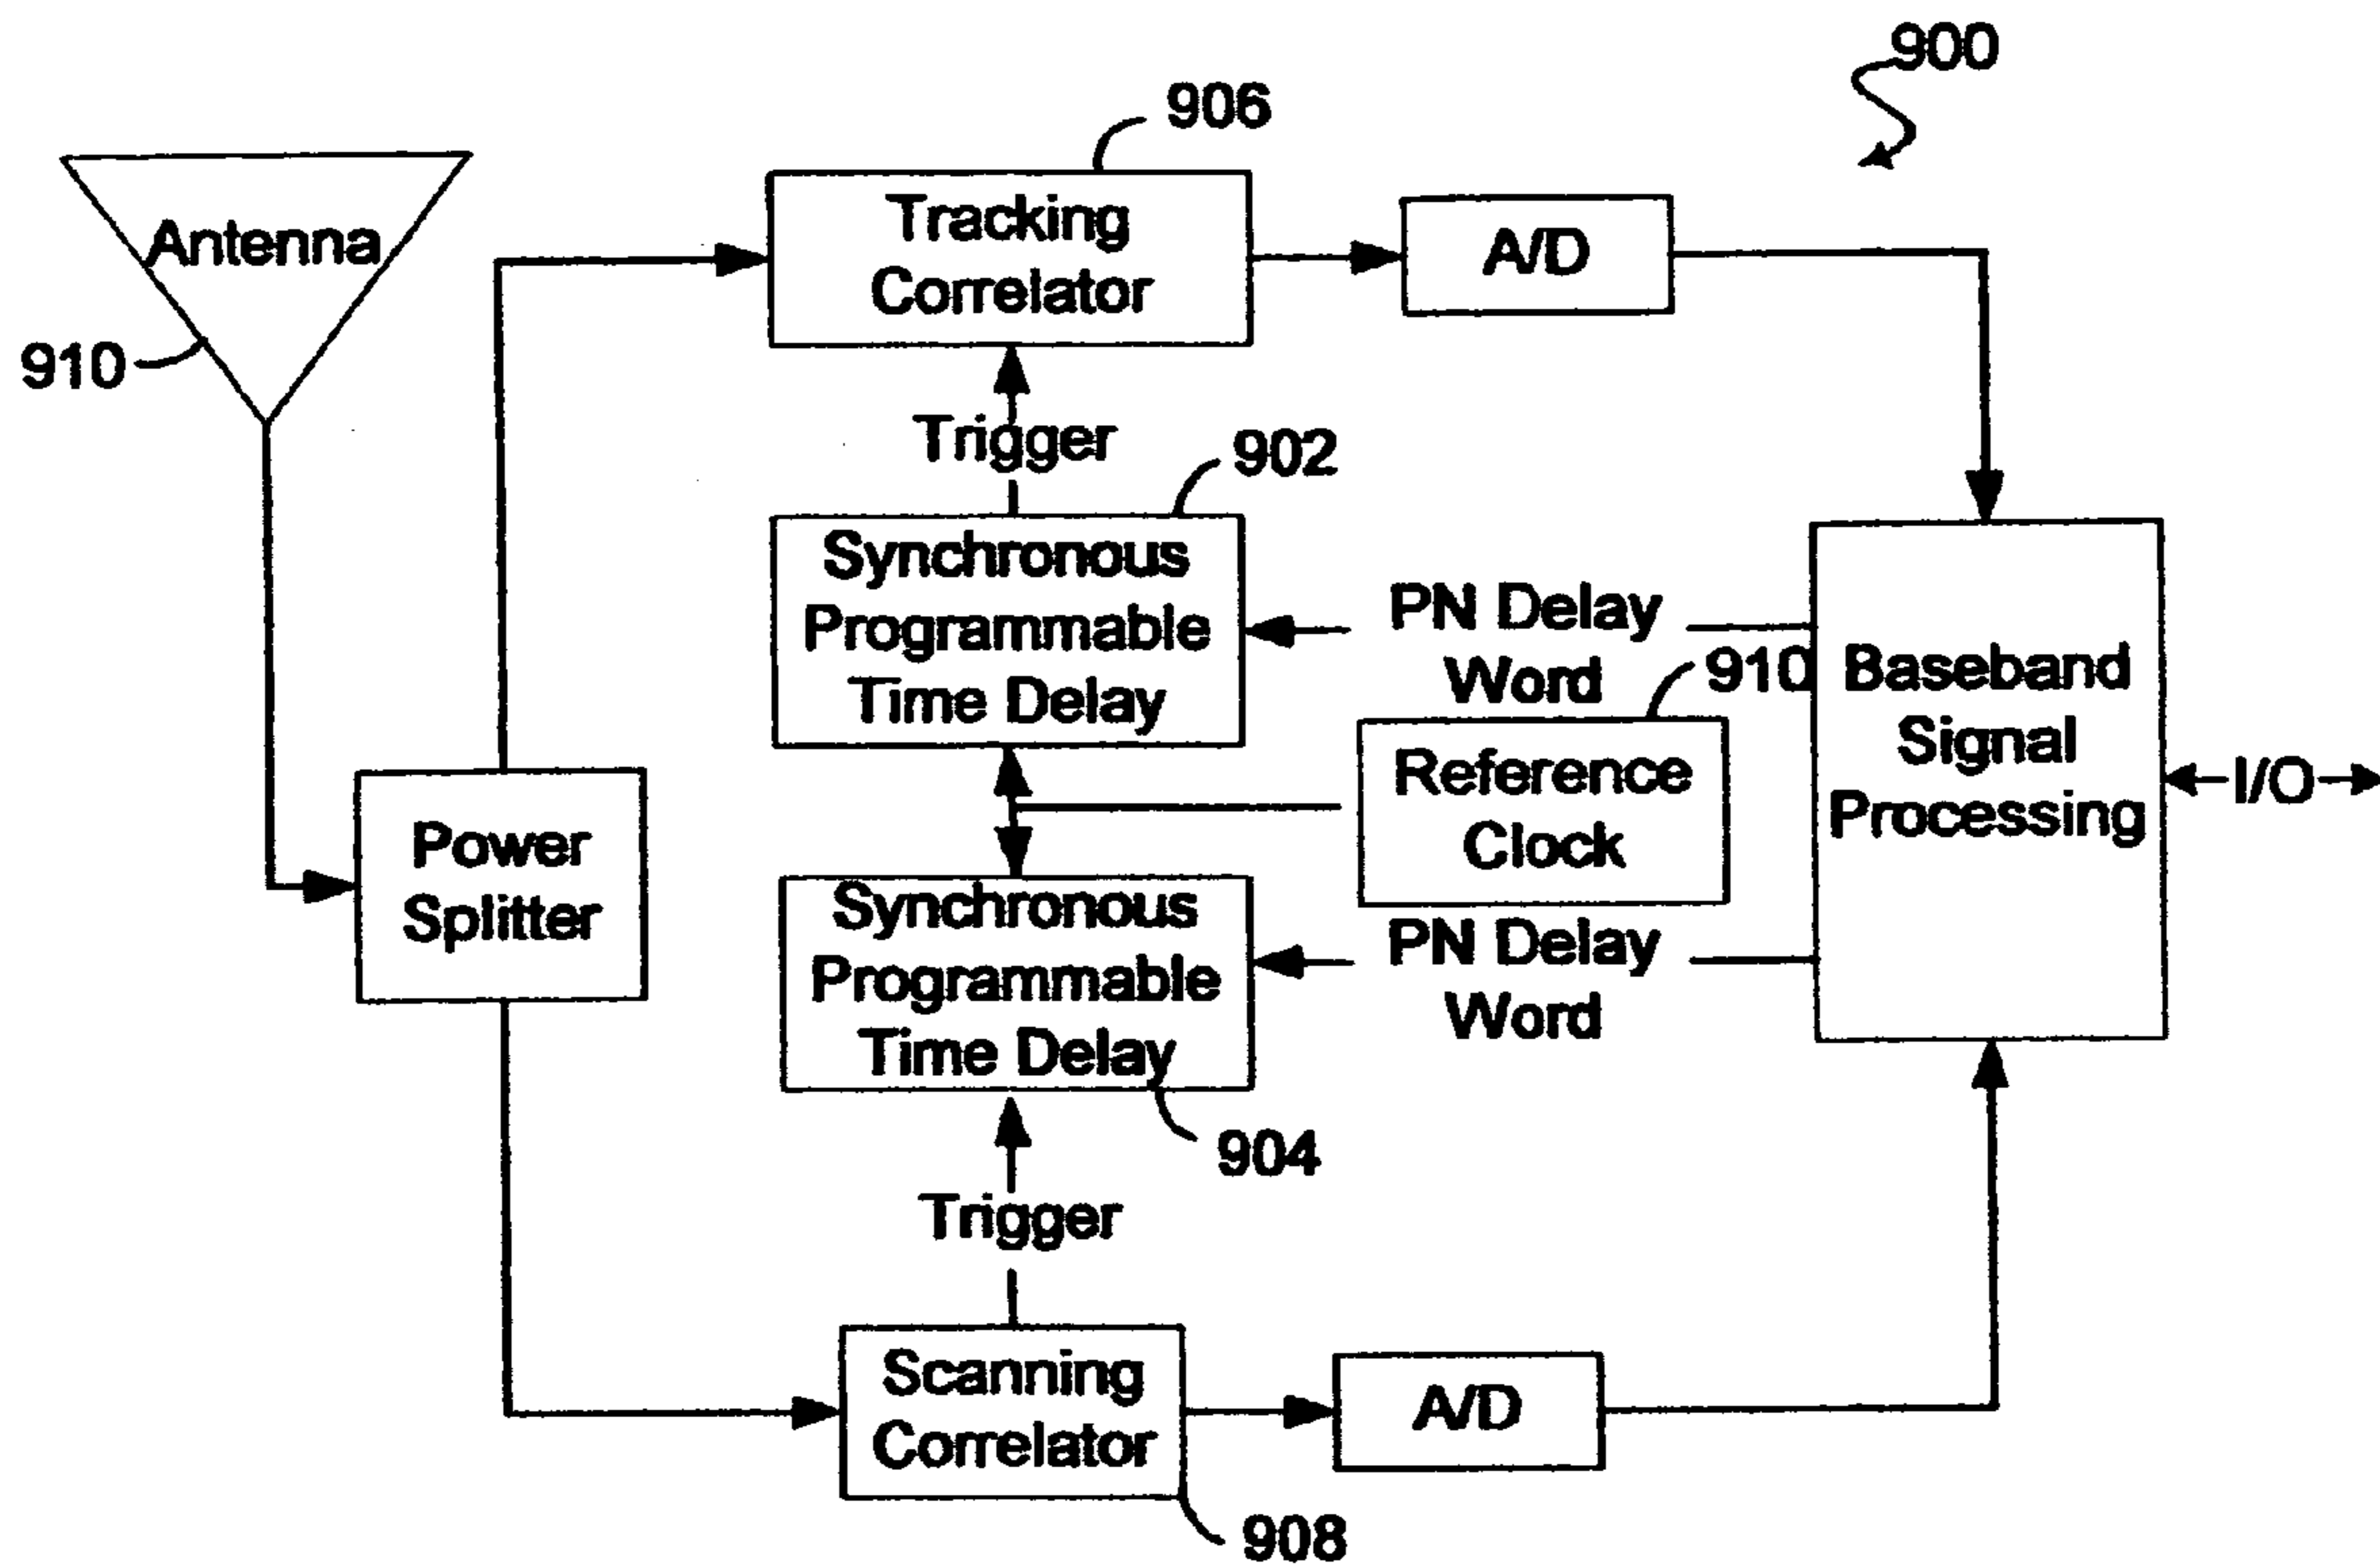 900
906
Antenna
Tracking
Correlator
A/D
910
Trigger
902
Synchronous
Programmable
Time Delay
PN Delay
Word
910
Baseband
Signal
Processing
I/O
Reference
Clock
Power
Splitter
Synchronous
Programmable
Time Delay
PN Delay
Word
904
Trigger
Scanning
Correlator
A/D
908